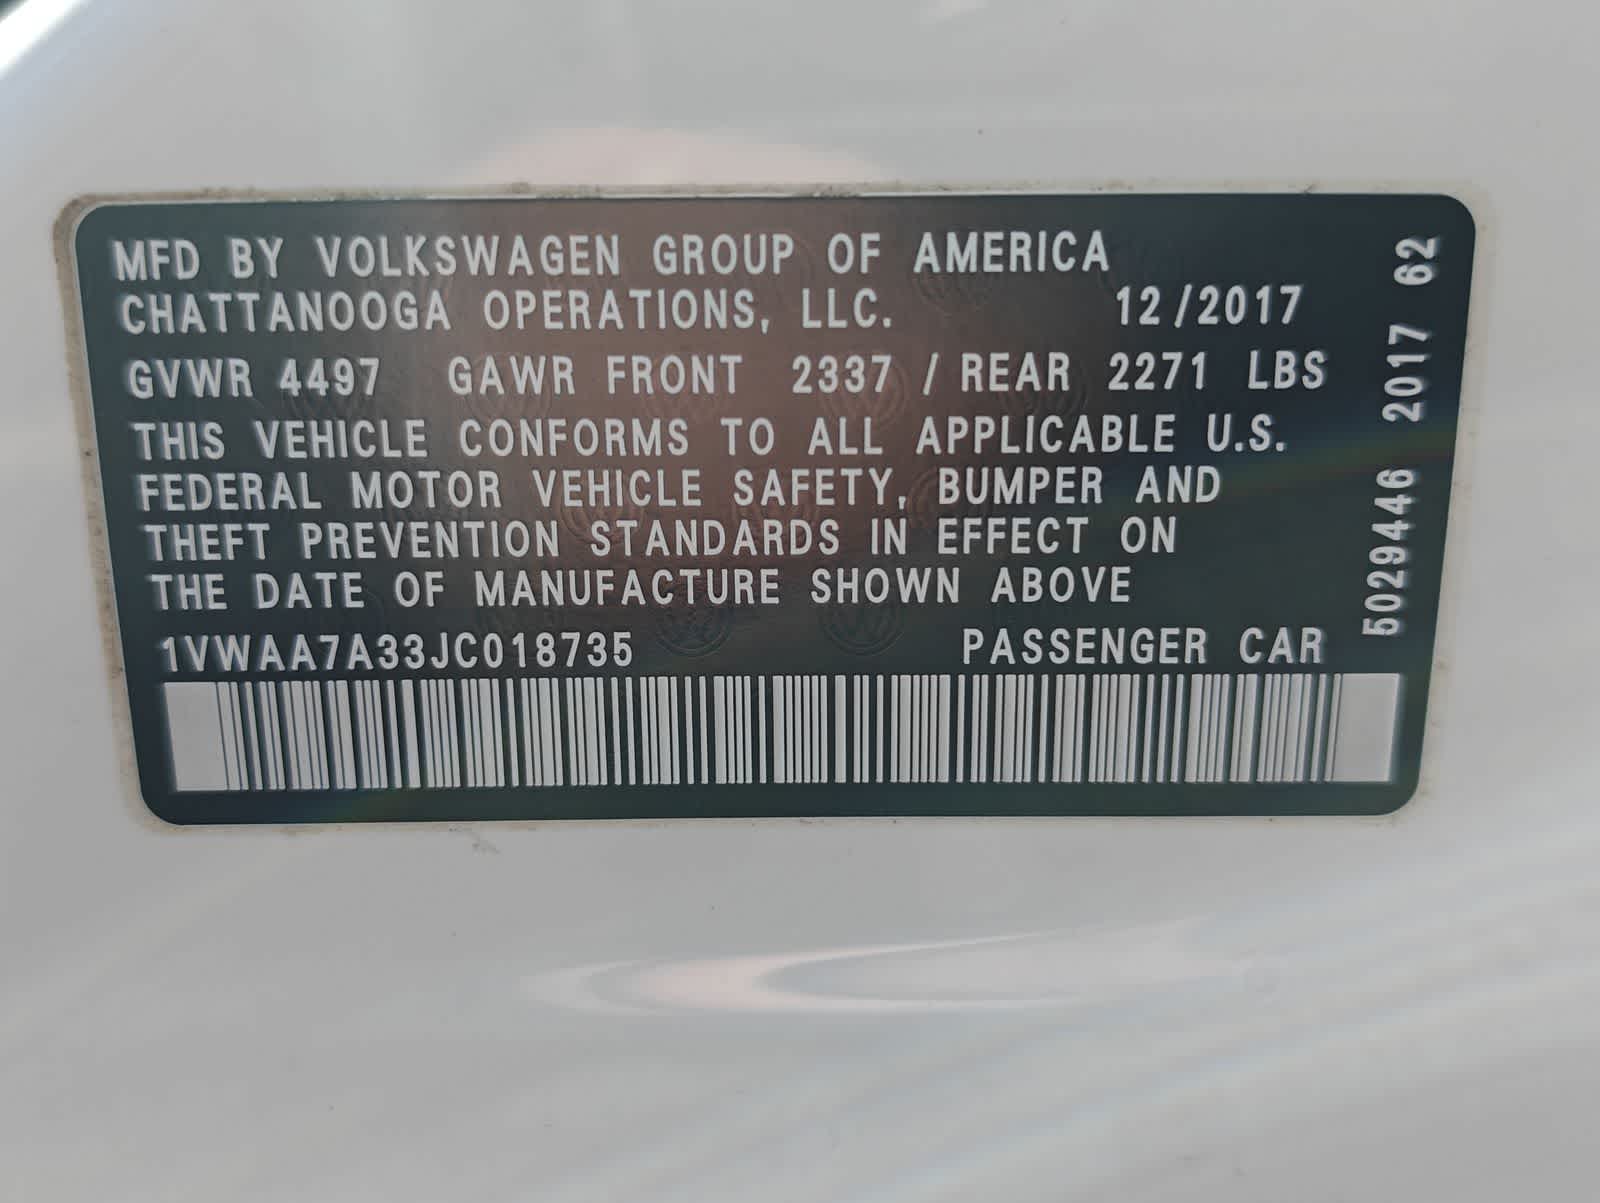 MFD BY VOLKSWAGEN GROUP OF AMERICA
CHATTANOOGA OPERATIONS, LLC. 12/2017
GVWR 4497 GAWR FRONT 2337 / REAR 2271 LBS
THIS VEHICLE CONFORMS TO ALL APPLICABLE U.S.
FEDERAL MOTOR VEHICLE SAFETY, BUMPER AND
THEFT PREVENTION STANDARDS IN EFFECT ON
THE DATE OF MANUFACTURE SHOWN ABOVE
1VWAA7A33JC018735 PASSENGER CAR
5029446 2017 62